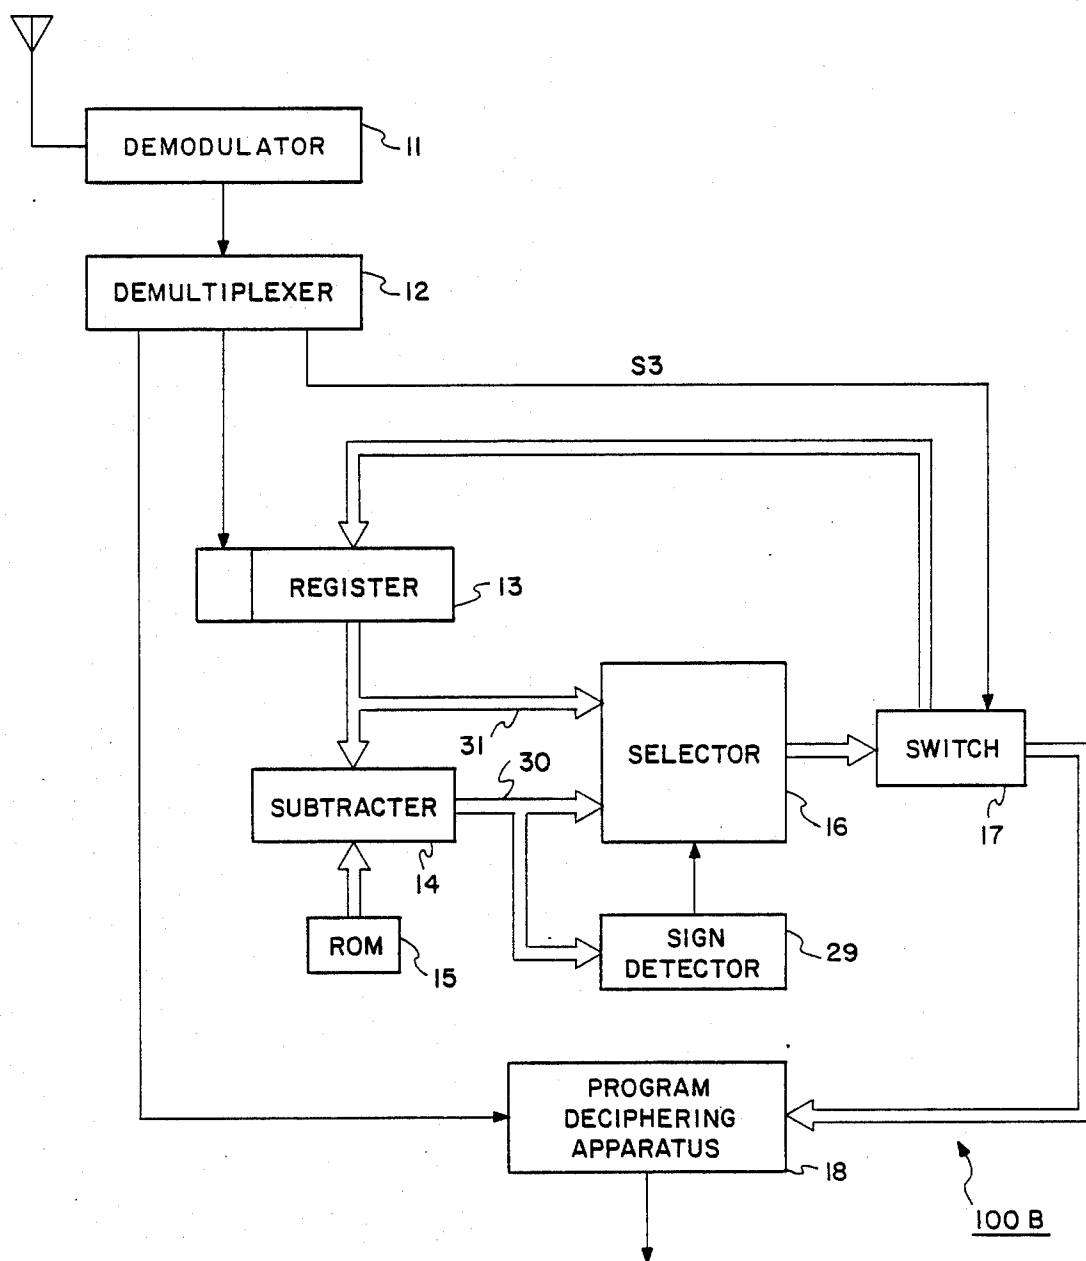 DEMODULATOR
11
DEMULTIPLEXER
12
S3
REGISTER
13
31
30
SELECTOR
16
SWITCH
17
SUBTRACTER
14
ROM
15
SIGN
DETECTOR
29
PROGRAM
DECIPHERING
APPARATUS
18
100 B